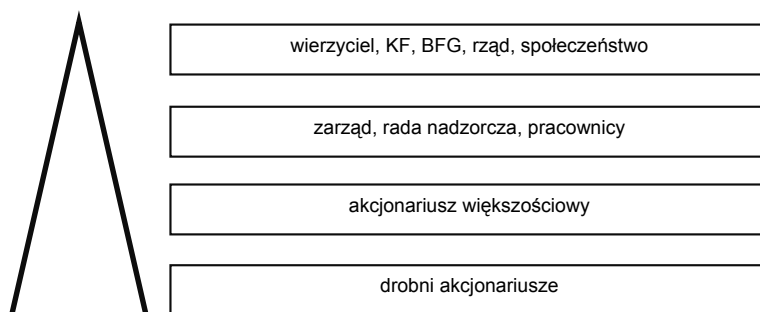 wierzyciel, KF, BFG, rząd, społeczeństwo
zarząd, rada nadzorcza, pracownicy
akcjonariusz większościowy
drobni akcjonariusze